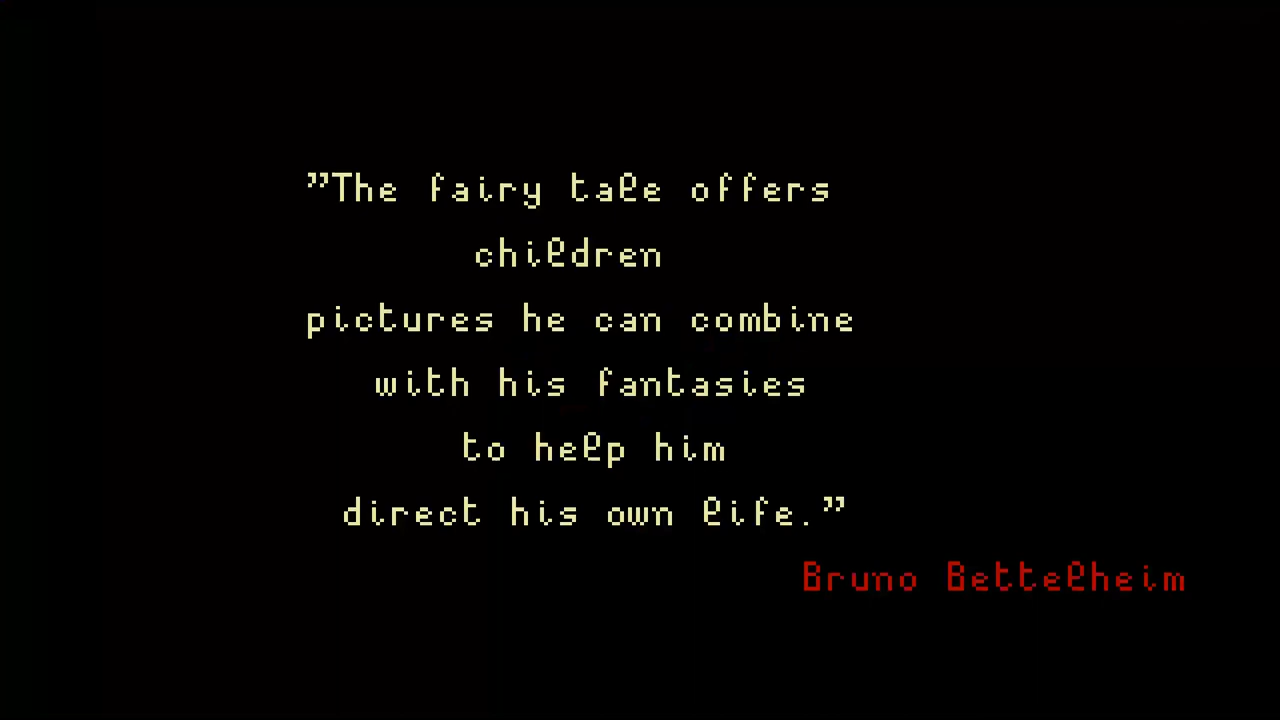 ”The fairy tale offers
children
pictures he can combine
with his fantasies
to help him
direct his own life.”
Bruno Bettelheim